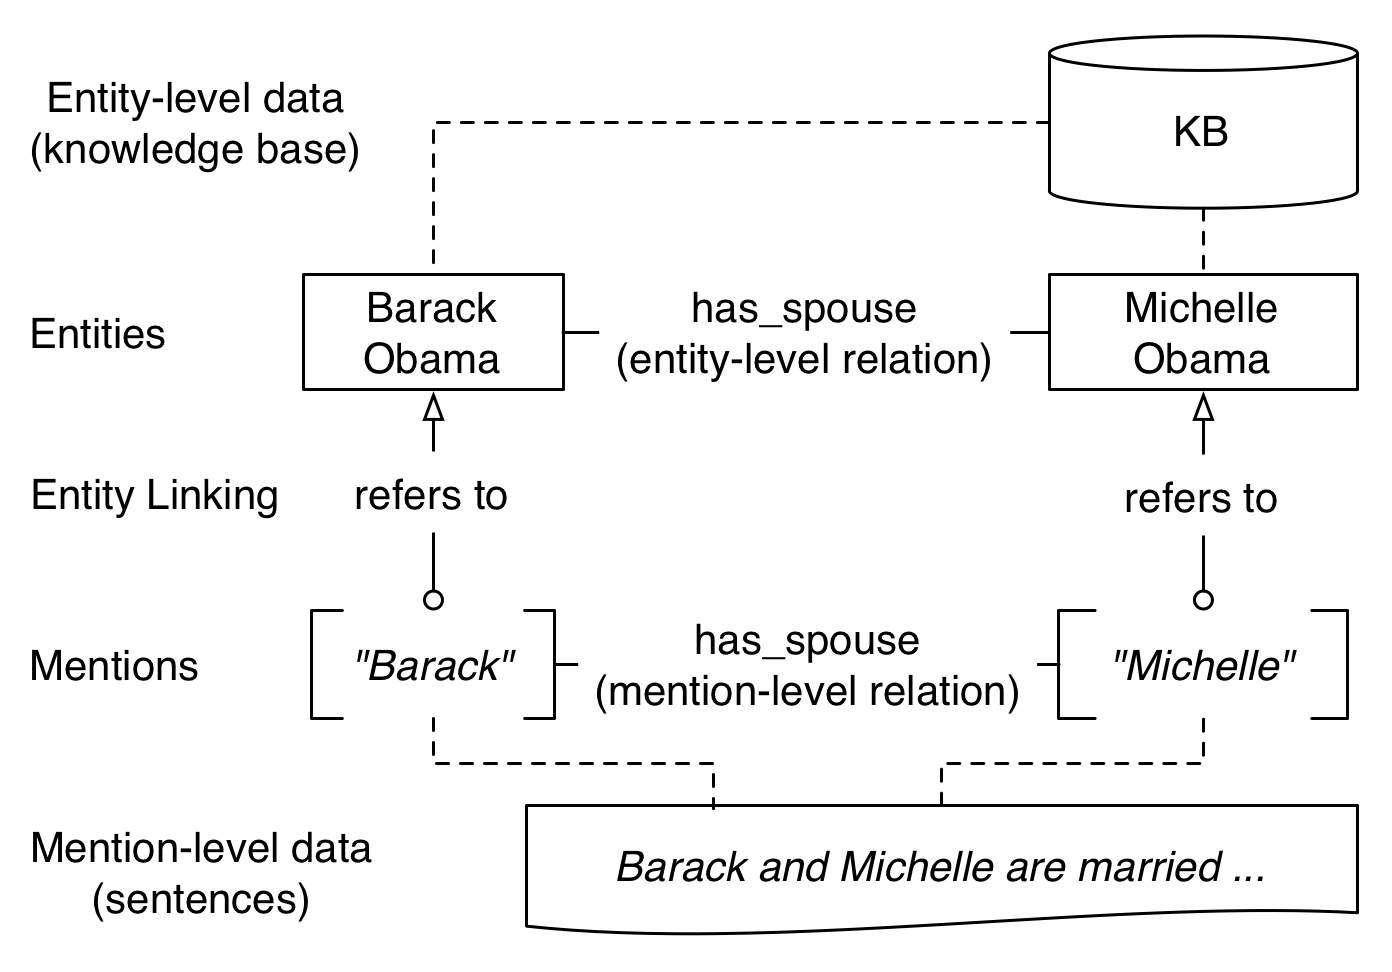 Entity-level data
(knowledge base)
KB
Entities
Barack
Obama
has_spouse
(entity-level relation)
Michelle
Obama
Entity Linking
refers to
refers to
Mentions
"Barack"
has_spouse
(mention-level relation)
"Michelle"
Mention-level data
(sentences)
Barack and Michelle are married ...